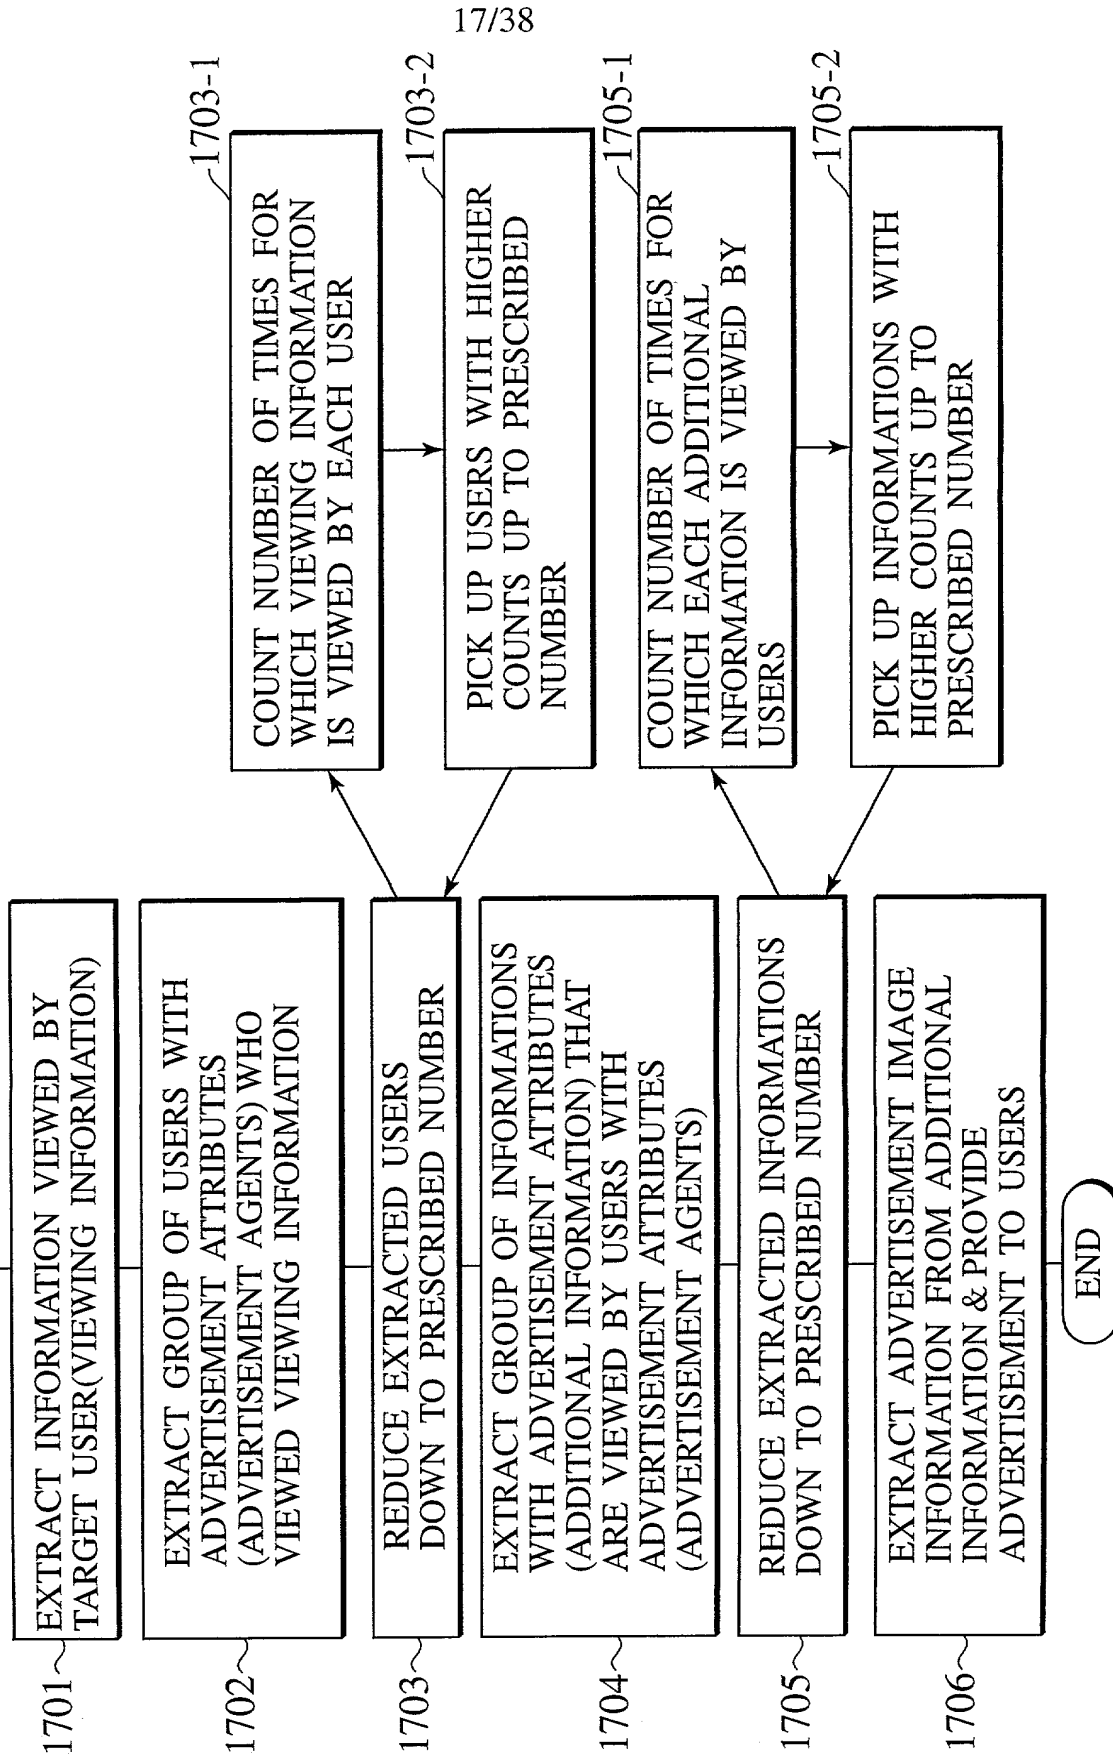 17/38
1701
EXTRACT INFORMATION VIEWED BY
TARGET USER(VIEWING INFORMATION)
1702
EXTRACT GROUP OF USERS WITH
ADVERTISEMENT ATTRIBUTES
(ADVERTISEMENT AGENTS) WHO
VIEWED VIEWING INFORMATION
1703
REDUCE EXTRACTED USERS
DOWN TO PRESCRIBED NUMBER
1703-1
COUNT NUMBER OF TIMES FOR
WHICH VIEWING INFORMATION
IS VIEWED BY EACH USER
1703-2
PICK UP USERS WITH HIGHER
COUNTS UP TO PRESCRIBED
NUMBER
1704
EXTRACT GROUP OF INFORMATIONS
WITH ADVERTISEMENT ATTRIBUTES
(ADDITIONAL INFORMATION) THAT
ARE VIEWED BY USERS WITH
ADVERTISEMENT ATTRIBUTES
(ADVERTISEMENT AGENTS)
1705
REDUCE EXTRACTED INFORMATIONS
DOWN TO PRESCRIBED NUMBER
1705-1
COUNT NUMBER OF TIMES FOR
WHICH EACH ADDITIONAL
INFORMATION IS VIEWED BY
USERS
1705-2
PICK UP INFORMATIONS WITH
HIGHER COUNTS UP TO
PRESCRIBED NUMBER
1706
EXTRACT ADVERTISEMENT IMAGE
INFORMATION FROM ADDITIONAL
INFORMATION & PROVIDE
ADVERTISEMENT TO USERS
END